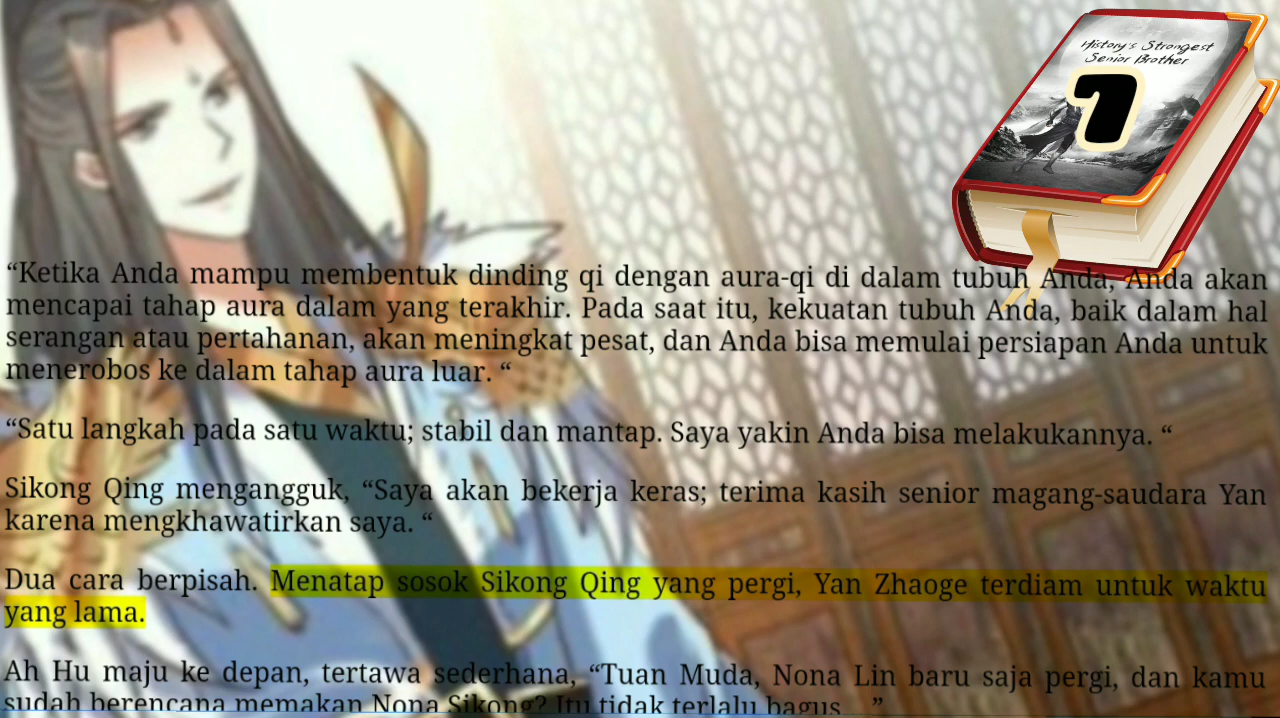 History's Strongest
Senior Brother
7
“Ketika Anda mampu membentuk dinding qi dengan aura-qi di dalam tubuh Anda, Anda akan
mencapai tahap aura dalam yang terakhir. Pada saat itu, kekuatan tubuh Anda, baik dalam hal
serangan atau pertahanan, akan meningkat pesat, dan Anda bisa memulai persiapan Anda untuk
menerobos ke dalam tahap aura luar. “
“Satu langkah pada satu waktu; stabil dan mantap. Saya yakin Anda bisa melakukannya. “
Sikong Qing mengangguk, “Saya akan bekerja keras; terima kasih senior magang-saudara Yan
karena mengkhawatirkan saya. “
Dua cara berpisah. Menatap sosok Sikong Qing yang pergi, Yan Zhaoge terdiam untuk waktu
yang lama.
Ah Hu maju ke depan, tertawa sederhana, “Tuan Muda, Nona Lin baru saja pergi, dan kamu
sudah berencana memakan Nona Sikong? Itu tidak terlalu bagus ...”